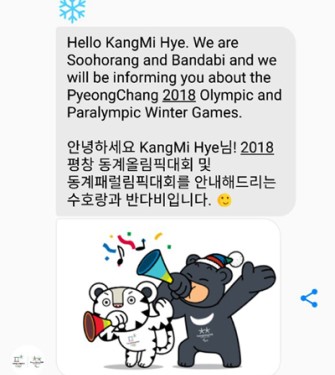 Hello KangMi Hye. We are
Soohorang and Bandabi and we
will be informing you about the
PyeongChang 2018 Olympic and
Paralympic Winter Games.
안녕하세요 KangMi Hye님! 2018
평창 동계올림픽대회 및
동계패럴림픽대회를 안내해드리는
수호랑과 반다비입니다. 🙂